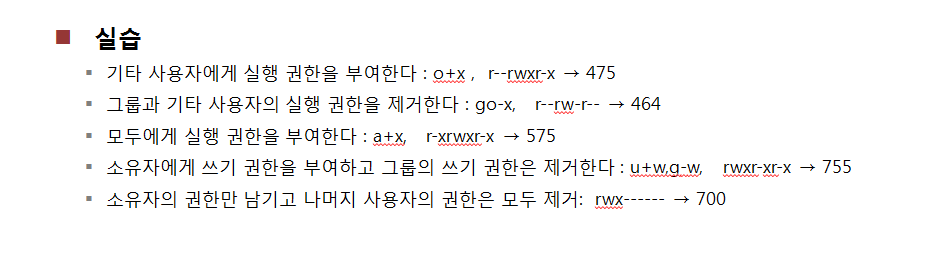 ■ 실습
▪ 기타 사용자에게 실행 권한을 부여한다 : o+x , r--rwxr-x → 475
▪ 그룹과 기타 사용자의 실행 권한을 제거한다 : go-x, r--rw-r-- → 464
▪ 모두에게 실행 권한을 부여한다 : a+x, r-xrwxr-x → 575
▪ 소유자에게 쓰기 권한을 부여하고 그룹의 쓰기 권한은 제거한다 : u+w,g-w, rwxr-xr-x → 755
▪ 소유자의 권한만 남기고 나머지 사용자의 권한은 모두 제거: rwx------ → 700